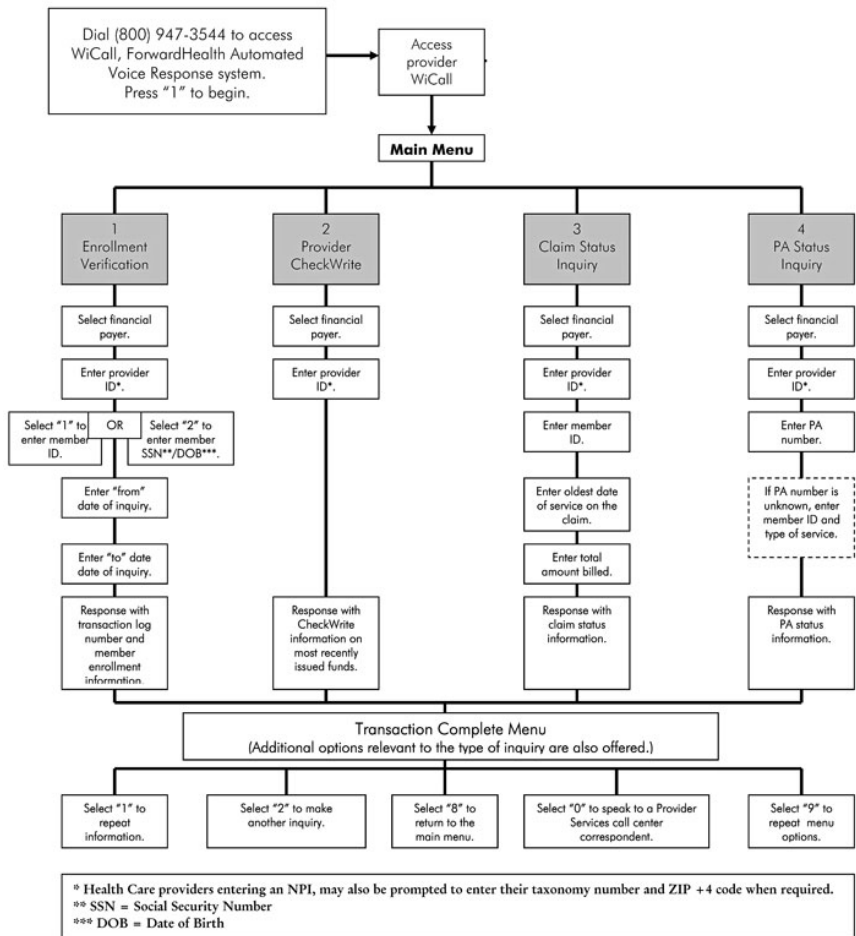 Dial (800) 947-3544 to access
WiCall, ForwardHealth Automated
Voice Response system.
Press "1" to begin.
Access
provider
WiCall
Main Menu
1
Enrollment
Verification
2
Provider
CheckWrite
3
Claim Status
Inquiry
4
PA Status
Inquiry
Select financial
payer.
Select financial
payer.
Select financial
payer.
Select financial
payer.
Enter provider
ID*.
Enter provider
ID*.
Enter provider
ID*.
Enter provider
ID*.
Select "1" to
enter member
ID.
OR
Select "2" to
enter member
SSN**/DOB***.
Enter member
ID.
Enter PA
number.
Enter "from"
date of inquiry.
Enter oldest date
of service on the
claim.
If PA number is
unknown, enter
member ID and
type of service.
Enter "to" date
date of inquiry.
Enter total
amount billed.
Response with
transaction log
number and
member
enrollment
information.
Response with
CheckWrite
information on
most recently
issued funds.
Response with
claim status
information.
Response with
PA status
information.
Transaction Complete Menu
(Additional options relevant to the type of inquiry are also offered.)
Select "1" to
repeat
information.
Select "2" to make
another inquiry.
Select "8" to
return to the
main menu.
Select "0" to speak to a Provider
Services call center
correspondent.
Select "9" to
repeat menu
options.
* Health Care providers entering an NPI, may also be prompted to enter their taxonomy number and ZIP +4 code when required.
** SSN = Social Security Number
*** DOB = Date of Birth